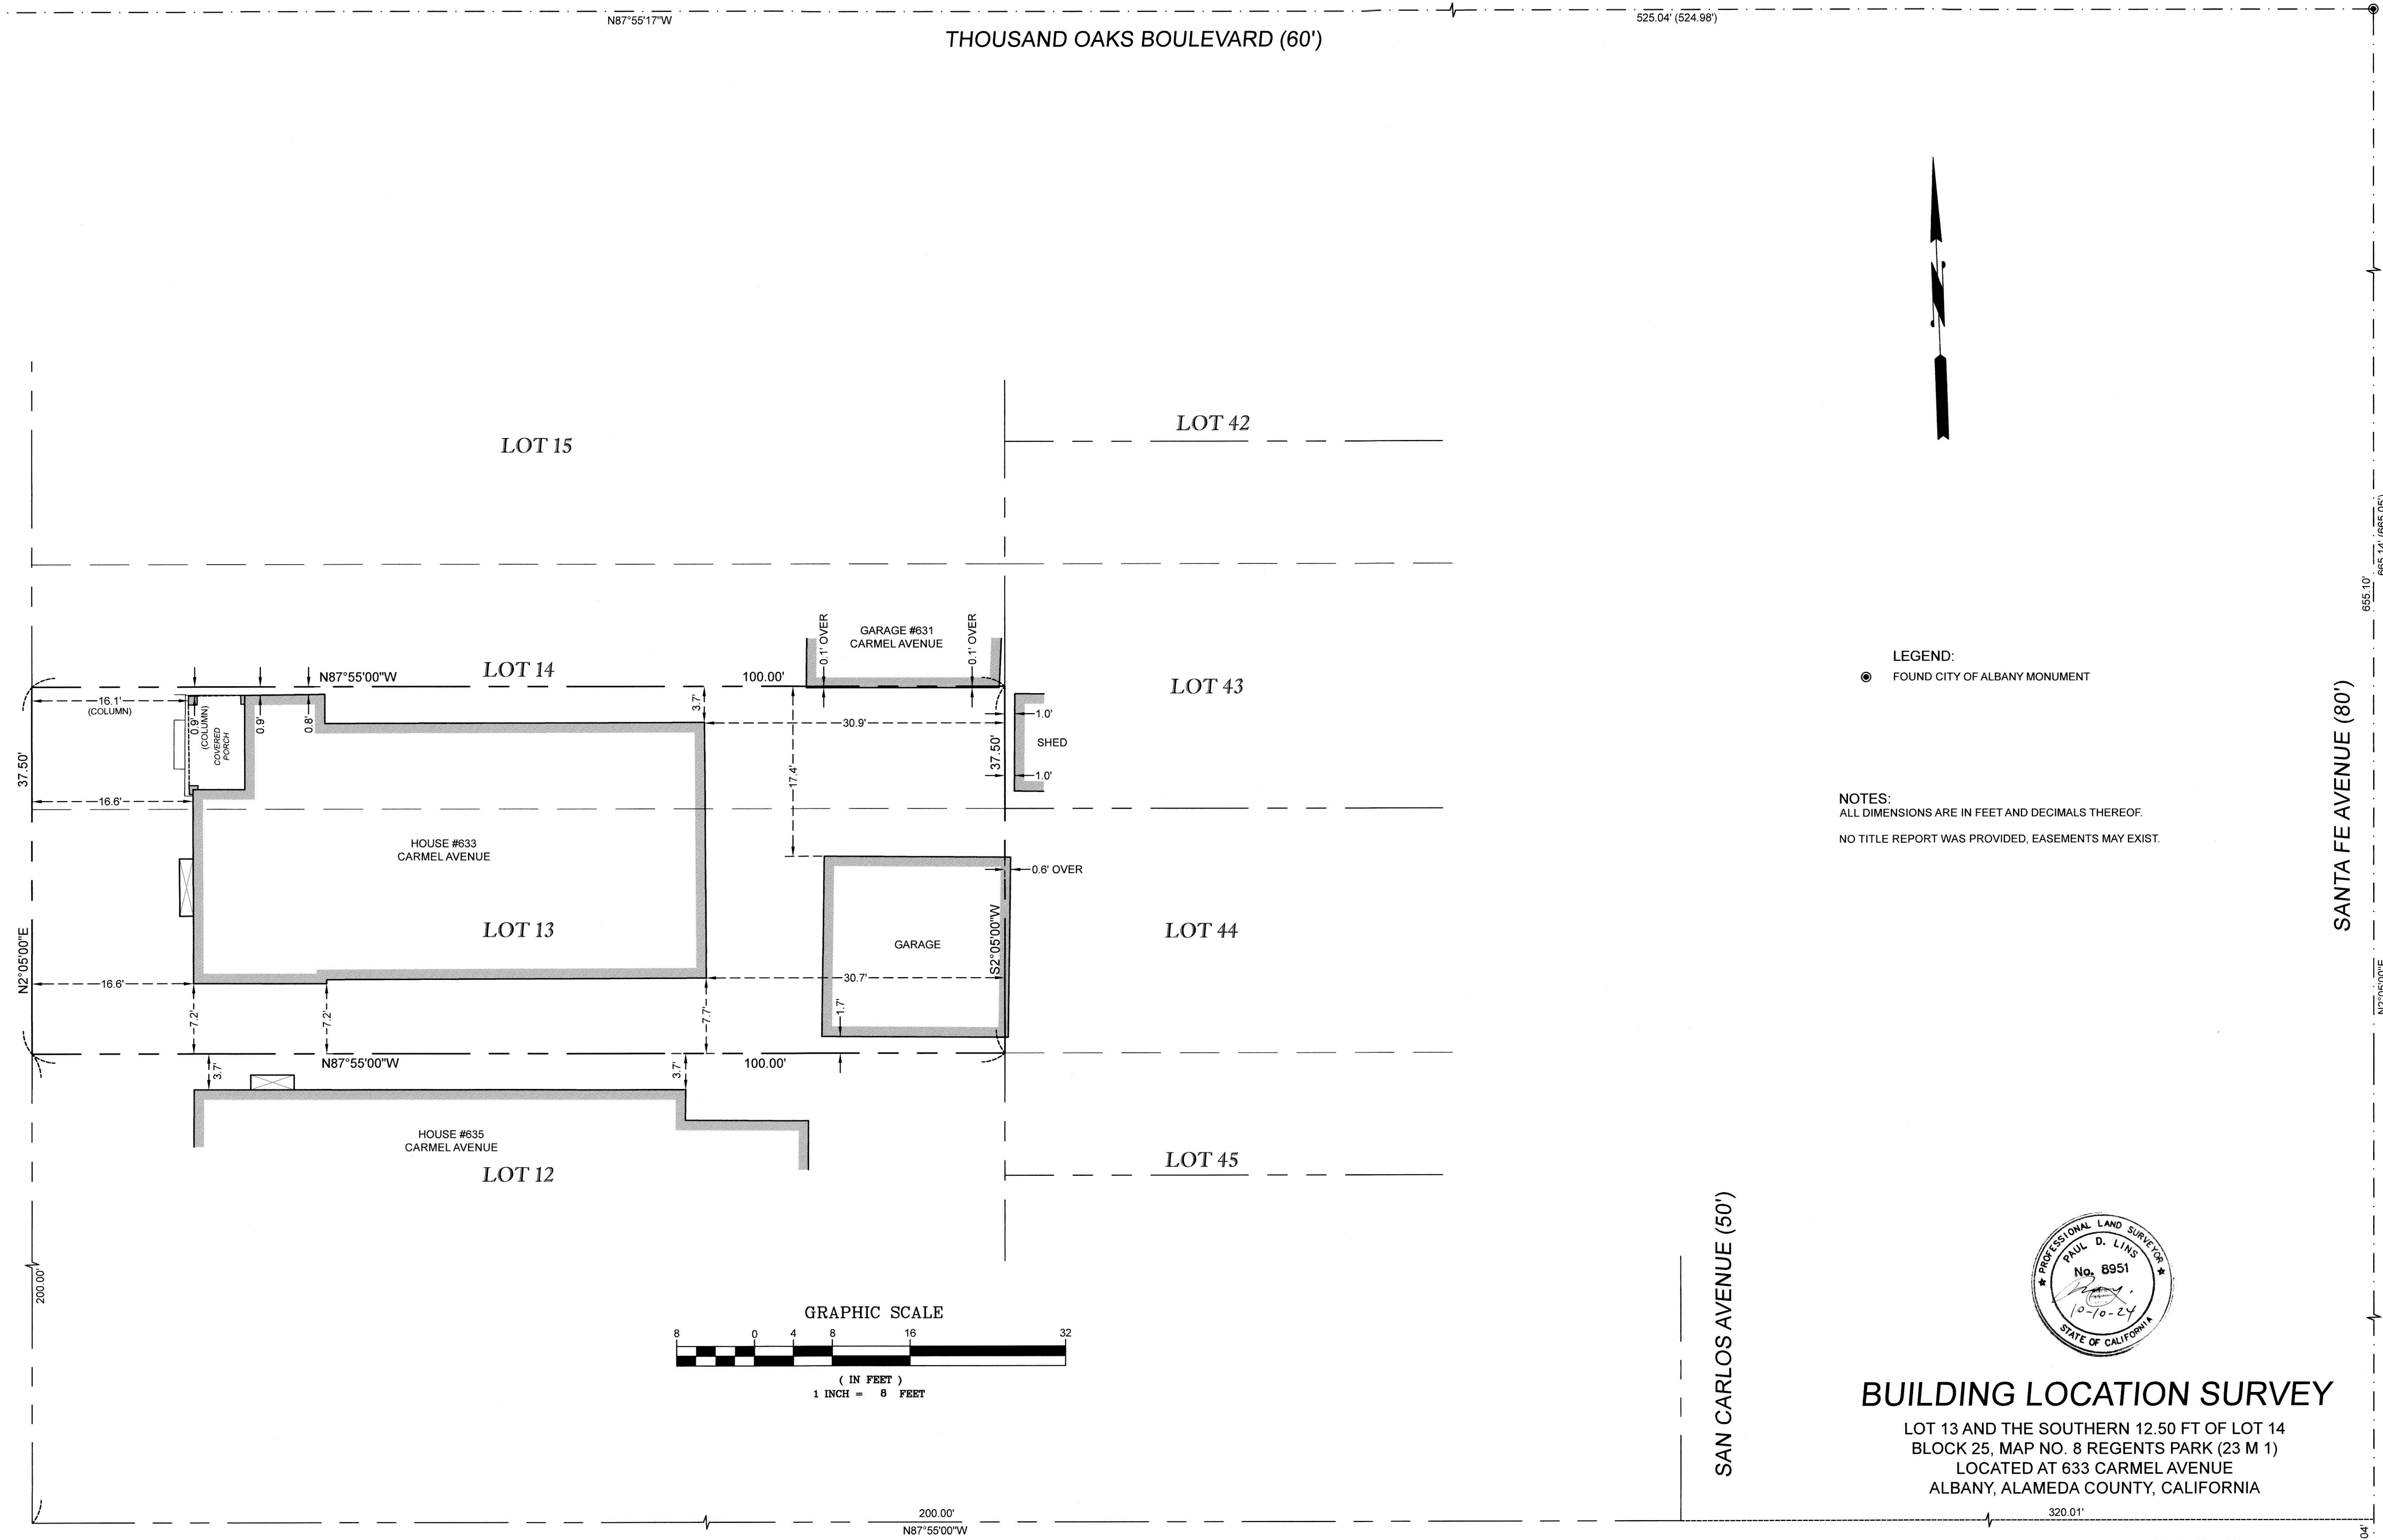 N87°55'17"W
525.04' (524.98')
THOUSAND OAKS BOULEVARD (60')
LOT 15
LOT 42
665.14' (665.05')
655.10'
SANTA FE AVENUE (80')
0.1' OVER
GARAGE #631
CARMEL AVENUE
0.1' OVER
LEGEND:
FOUND CITY OF ALBANY MONUMENT
LOT 14
N87°55'00"W
100.00'
LOT 43
16.1'
(COLUMN)
0.9'
(COLUMN)
COVERED
PORCH
0.9'
0.8'
3.7'
30.9'
1.0'
SHED
1.0'
37.50'
37.50'
17.4'
16.6'
NOTES:
ALL DIMENSIONS ARE IN FEET AND DECIMALS THEREOF.
NO TITLE REPORT WAS PROVIDED, EASEMENTS MAY EXIST.
HOUSE #633
CARMEL AVENUE
0.6' OVER
LOT 13
GARAGE
S2°05'00"W
LOT 44
N2°05'00"E
16.6'
30.7'
1.7'
N2°05'00"E
7.2'
7.2'
7.7'
N87°55'00"W
100.00'
3.7'
3.7'
HOUSE #635
CARMEL AVENUE
LOT 12
LOT 45
SAN CARLOS AVENUE (50')
200.00'
GRAPHIC SCALE
8 0 4 8 16 32
( IN FEET )
1 INCH = 8 FEET
PROFESSIONAL LAND SURVEYOR
PAUL D. LINS
No. 8951
10-10-24
STATE OF CALIFORNIA
BUILDING LOCATION SURVEY
LOT 13 AND THE SOUTHERN 12.50 FT OF LOT 14
BLOCK 25, MAP NO. 8 REGENTS PARK (23 M 1)
LOCATED AT 633 CARMEL AVENUE
ALBANY, ALAMEDA COUNTY, CALIFORNIA
200.00'
N87°55'00"W
320.01'